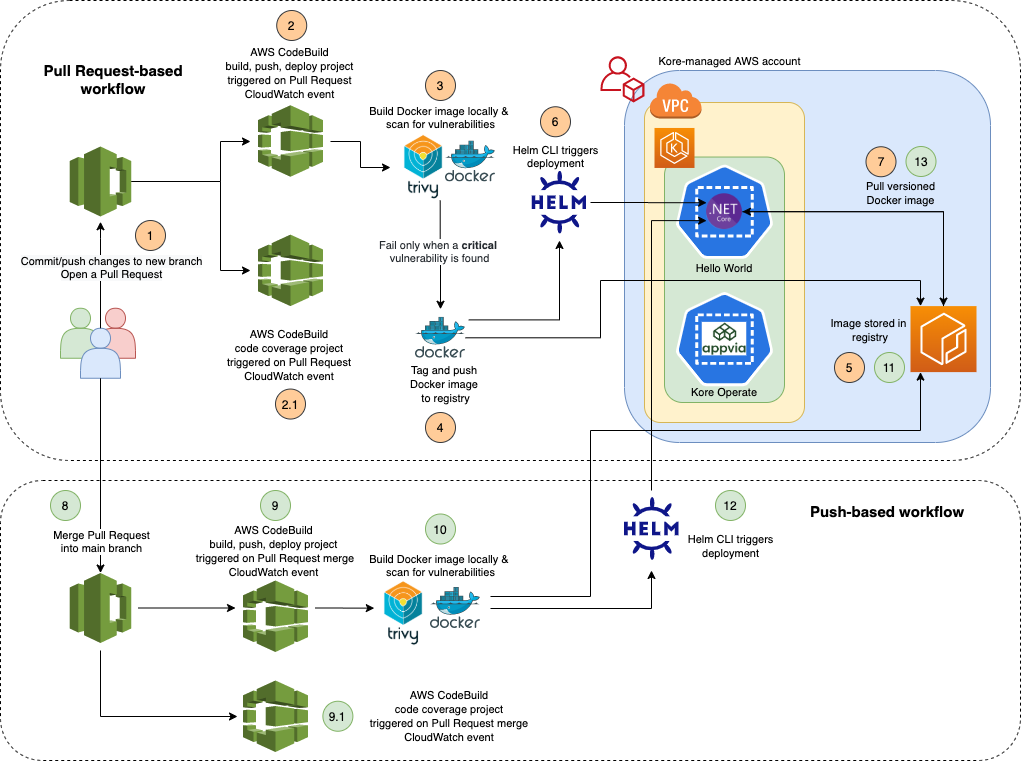 Pull Request-based
workflow
2
AWS CodeBuild
build, push, deploy project
triggered on Pull Request
CloudWatch event
3
Build Docker image locally &
scan for vulnerabilities
trivy
docker
6
Helm CLI triggers
deployment
HELM
Kore-managed AWS account
VPC
K
.NET
Core
Hello World
7
13
Pull versioned
Docker image
1
Commit/push changes to new branch
Open a Pull Request
Fail only when a critical
vulnerability is found
AWS CodeBuild
code coverage project
triggered on Pull Request
CloudWatch event
2.1
docker
Tag and push
Docker image
to registry
4
appvia
Kore Operate
Image stored in
registry
5
11
8
Merge Pull Request
into main branch
9
AWS CodeBuild
build, push, deploy project
triggered on Pull Request merge
CloudWatch event
10
Build Docker image locally &
scan for vulnerabilities
trivy
docker
HELM
12
Helm CLI triggers
deployment
Push-based workflow
9.1
AWS CodeBuild
code coverage project
triggered on Pull Request merge
CloudWatch event